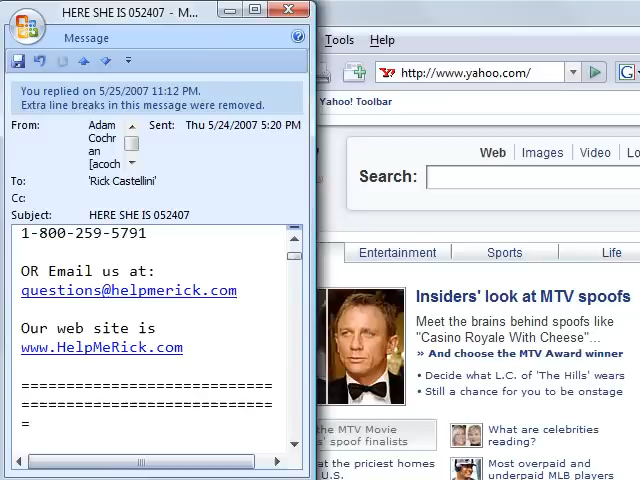 HERE SHE IS 052407 - M...
Message
You replied on 5/25/2007 11:12 PM.
Extra line breaks in this message were removed.
From: Adam Cochr an [acoch
Sent: Thu 5/24/2007 5:20 PM
To: 'Rick Castellini'
Cc:
Subject: HERE SHE IS 052407
1-800-259-5791
OR Email us at:
questions@helpmerick.com
Our web site is
www.HelpMeRick.com
============================
============================
=
Tools Help
http://www.yahoo.com/
G
Yahoo! Toolbar
Web Images Video Lo
Search:
Entertainment Sports Life
Insiders' look at MTV spoofs
Meet the brains behind spoofs like
"Casino Royale With Cheese"...
» And choose the MTV Award winner
• Decide what L.C. of 'The Hills' wears
• Still a chance for you to be onstage
the MTV Movie
s' spoof finalists
What are celebrities
reading?
at the priciest homes
U.S.
Most overpaid and
underpaid MLB players